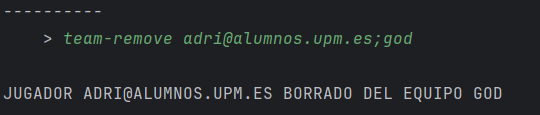 ----------
> team-remove adri@alumnos.upm.es;god
JUGADOR ADRI@ALUMNOS.UPM.ES BORRADO DEL EQUIPO GOD